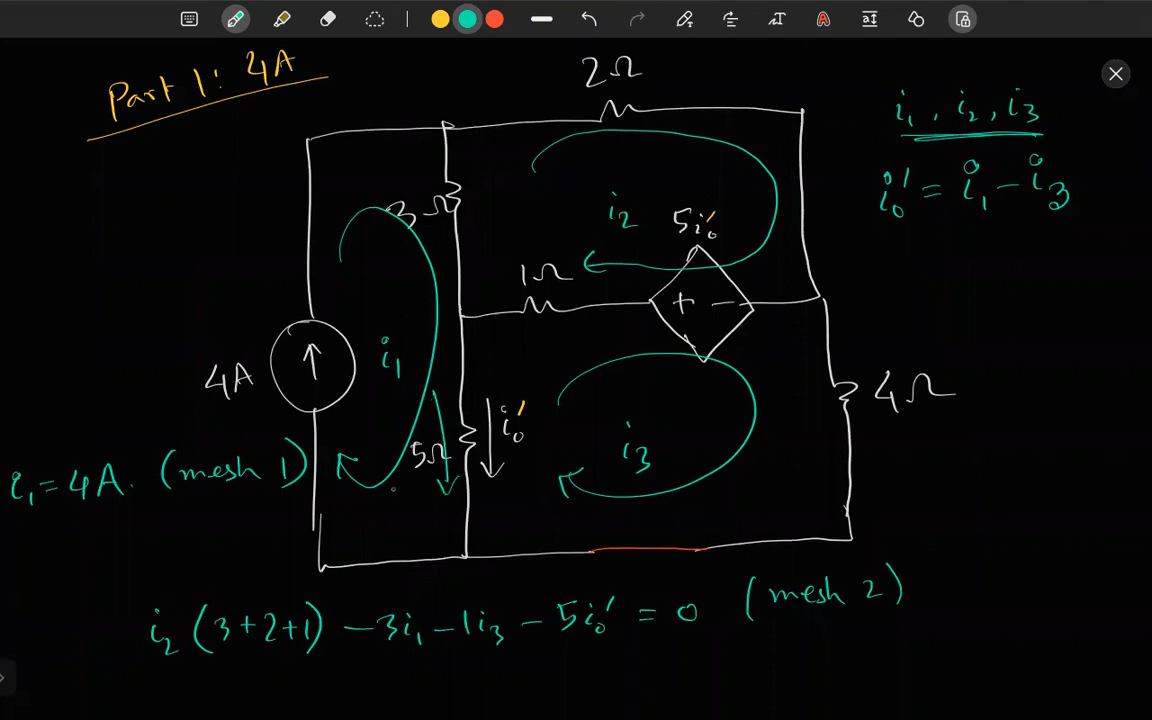 Part 1: 4A
2Ω
i₁, i₂, i₃
i₀' = i₁ - i₃
3Ω
i₂
5i₀'
1Ω
+ -
4A
i₁
4Ω
i₀'
5Ω
i₃
i₁ = 4A. (mesh 1)
i₂ (3+2+1) - 3i₁ - 1i₃ - 5i₀' = 0 (mesh 2)